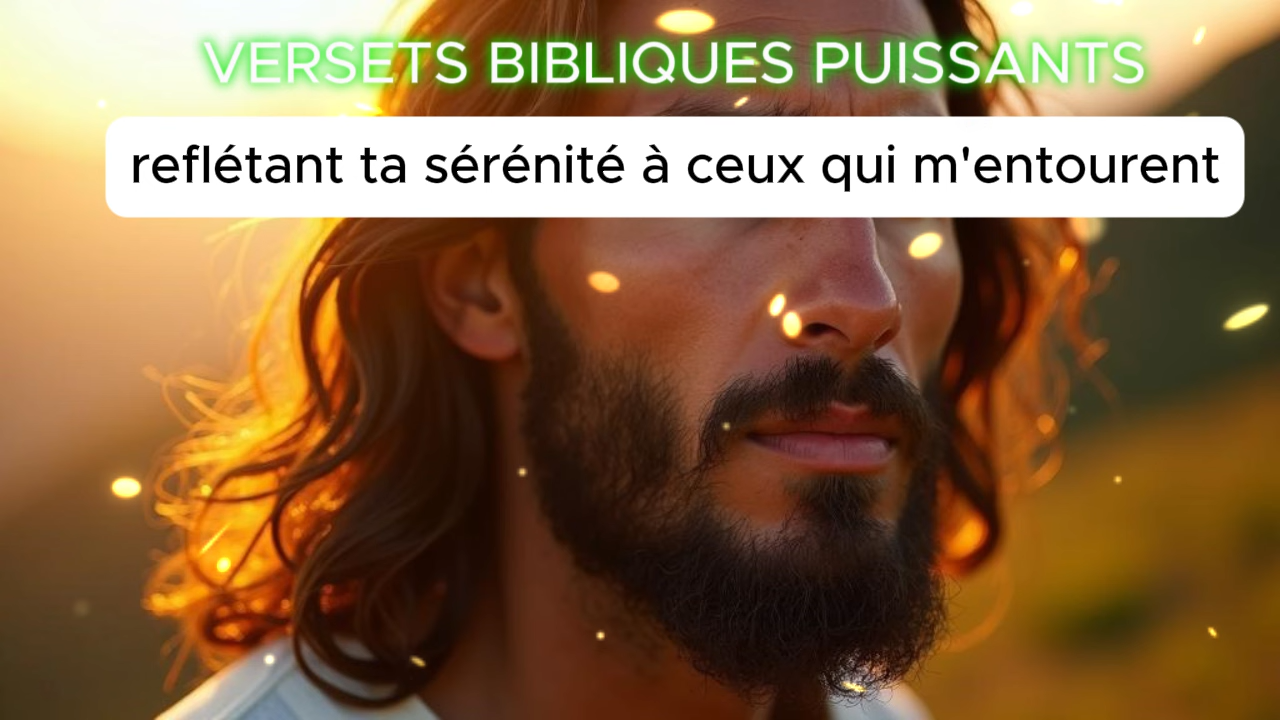 VERSETS BIBLIQUES PUISSANTS
reflétant ta sérénité à ceux qui m'entourent